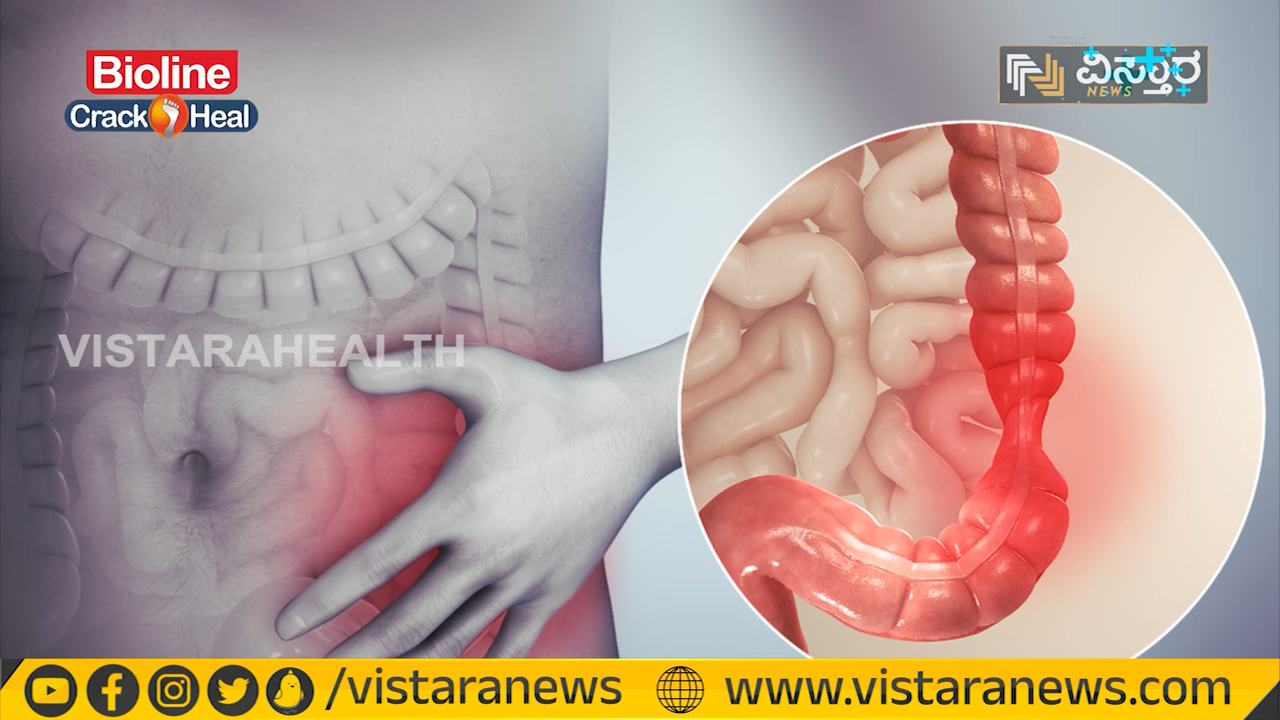 Bioline
Crack Heal
ವಿಸ್ತಾರ
ವಿಸ್ತಾರ
NEWS
VISTARAHEALTH
/vistaranews
www.vistaranews.com